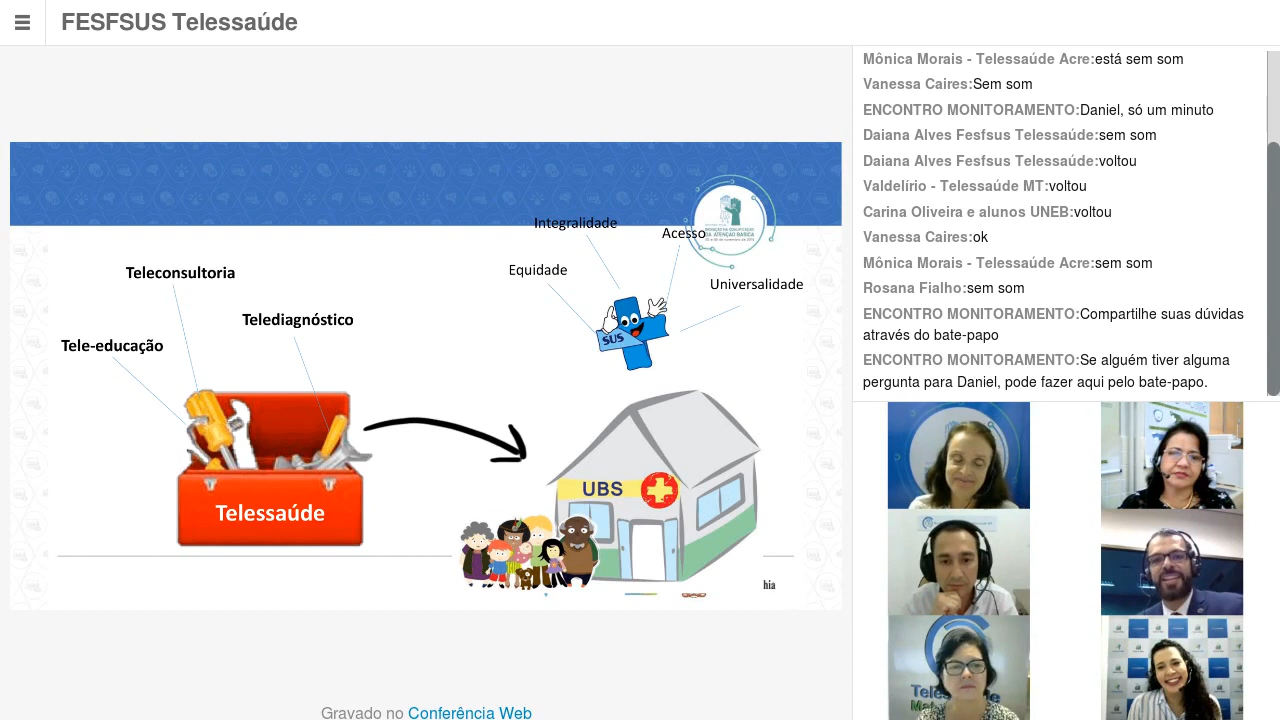 FESFSUS Telessaúde
Integralidade
Acesso
Equidade
Universalidade
SUS
Teleconsultoria
Telediagnóstico
Tele-educação
Telessaúde
UBS
hia
Gravado no Conferência Web
Mônica Morais - Telessaúde Acre:está sem som
Vanessa Caires:Sem som
ENCONTRO MONITORAMENTO:Daniel, só um minuto
Daiana Alves Fesfsus Telessaúde:sem som
Daiana Alves Fesfsus Telessaúde:voltou
Valdelírio - Telessaúde MT:voltou
Carina Oliveira e alunos UNEB:voltou
Vanessa Caires:ok
Mônica Morais - Telessaúde Acre:sem som
Rosana Fialho:sem som
ENCONTRO MONITORAMENTO:Compartilhe suas dúvidas
através do bate-papo
ENCONTRO MONITORAMENTO:Se alguém tiver alguma
pergunta para Daniel, pode fazer aqui pelo bate-papo.